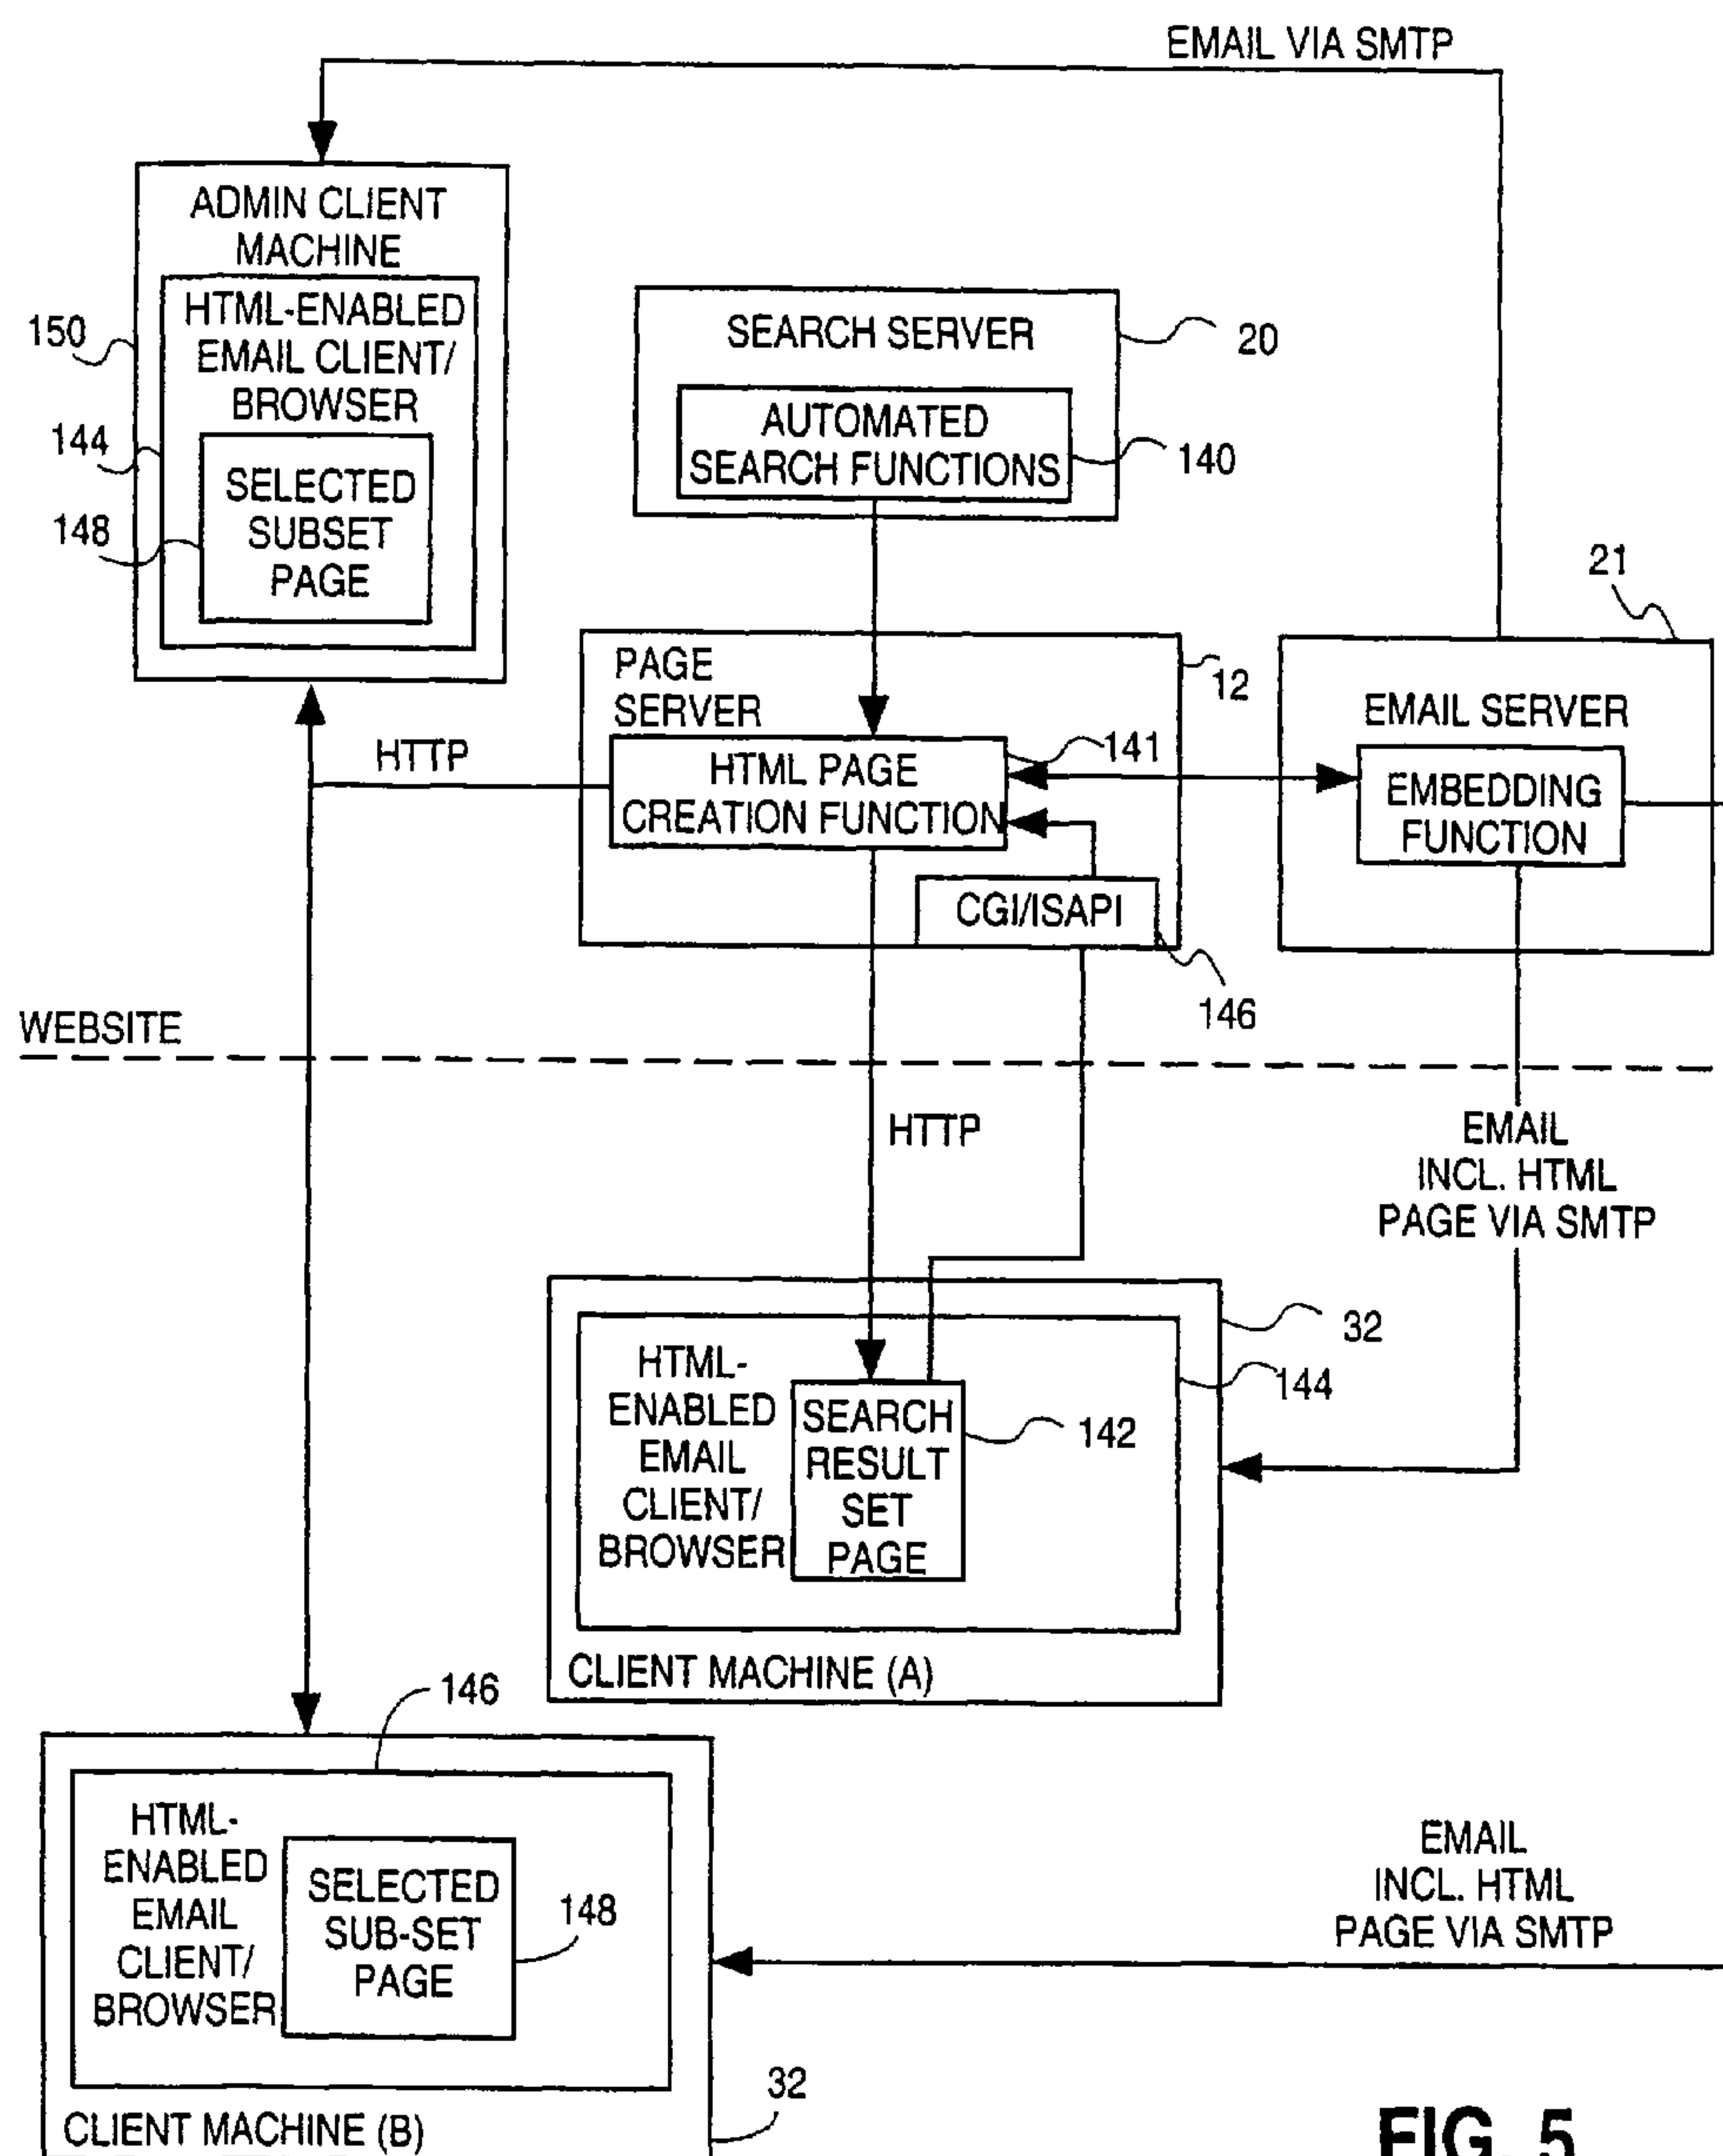 EMAIL VIA SMTP
ADMIN CLIENT
MACHINE
HTML-ENABLED
EMAIL CLIENT/
BROWSER
SELECTED
SUBSET
PAGE
150
144
148
SEARCH SERVER
20
AUTOMATED
SEARCH FUNCTIONS
140
PAGE
SERVER
12
HTML PAGE
CREATION FUNCTION
141
CGI/ISAPI
146
HTTP
21
EMAIL SERVER
EMBEDDING
FUNCTION
WEBSITE
HTTP
EMAIL
INCL. HTML
PAGE VIA SMTP
32
144
HTML-
ENABLED
EMAIL
CLIENT/
BROWSER
SEARCH
RESULT
SET
PAGE
142
CLIENT MACHINE (A)
146
HTML-
ENABLED
EMAIL
CLIENT/
BROWSER
SELECTED
SUB-SET
PAGE
148
EMAIL
INCL. HTML
PAGE VIA SMTP
32
CLIENT MACHINE (B)
FIG. 5